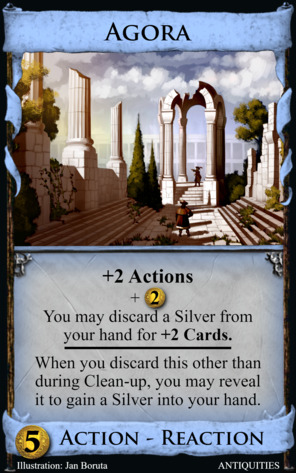 AGORA
+2 Actions
+ 2
You may discard a Silver from
your hand for +2 Cards.
When you discard this other than
during Clean-up, you may reveal
it to gain a Silver into your hand.
5 ACTION - REACTION
Illustration: Jan Boruta ANTIQUITIES